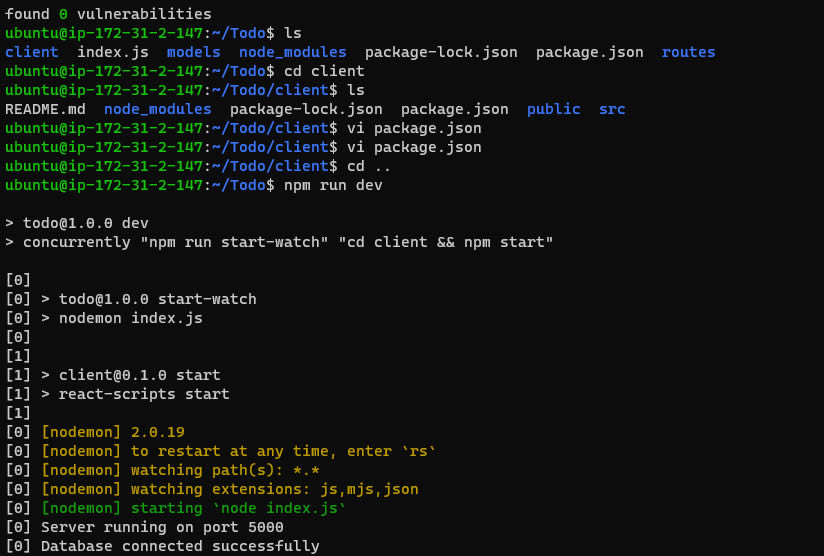 found 0 vulnerabilities
ubuntu@ip-172-31-2-147:~/Todo$ ls
client  index.js  models  node_modules  package-lock.json  package.json  routes
ubuntu@ip-172-31-2-147:~/Todo$ cd client
ubuntu@ip-172-31-2-147:~/Todo/client$ ls
README.md  node_modules  package-lock.json  package.json  public  src
ubuntu@ip-172-31-2-147:~/Todo/client$ vi package.json
ubuntu@ip-172-31-2-147:~/Todo/client$ vi package.json
ubuntu@ip-172-31-2-147:~/Todo/client$ cd ..
ubuntu@ip-172-31-2-147:~/Todo$ npm run dev

> todo@1.0.0 dev
> concurrently "npm run start-watch" "cd client && npm start"

[0]
[0] > todo@1.0.0 start-watch
[0] > nodemon index.js
[0]
[1]
[1] > client@0.1.0 start
[1] > react-scripts start
[1]
[0] [nodemon] 2.0.19
[0] [nodemon] to restart at any time, enter `rs`
[0] [nodemon] watching path(s): *.*
[0] [nodemon] watching extensions: js,mjs,json
[0] [nodemon] starting `node index.js`
[0] Server running on port 5000
[0] Database connected successfully